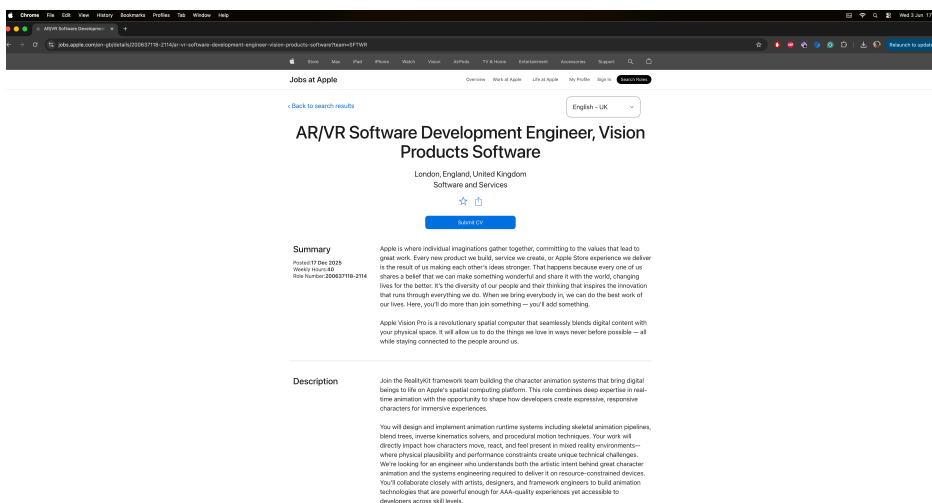 Chrome File Edit View History Bookmarks Profiles Tab Window Help
Wed 3 Jun 17
AR/VR Software Developmen
jobs.apple.com/en-gb/details/200637118-2114/ar-vr-software-development-engineer-vision-products-software?team=SFTWR
Relaunch to update
Store Mac iPad iPhone Watch Vision AirPods TV & Home Entertainment Accessories Support
Jobs at Apple
Overview Work at Apple Life at Apple My Profile Sign In Search Roles
‹ Back to search results
English - UK
AR/VR Software Development Engineer, Vision
Products Software
London, England, United Kingdom
Software and Services
Submit CV
Summary
Posted:17 Dec 2025
Weekly Hours:40
Role Number:200637118-2114
Apple is where individual imaginations gather together, committing to the values that lead to
great work. Every new product we build, service we create, or Apple Store experience we deliver
is the result of us making each other's ideas stronger. That happens because every one of us
shares a belief that we can make something wonderful and share it with the world, changing
lives for the better. It's the diversity of our people and their thinking that inspires the innovation
that runs through everything we do. When we bring everybody in, we can do the best work of
our lives. Here, you'll do more than join something — you'll add something.
Apple Vision Pro is a revolutionary spatial computer that seamlessly blends digital content with
your physical space. It will allow us to do the things we love in ways never before possible — all
while staying connected to the people around us.
Description
Join the RealityKit framework team building the character animation systems that bring digital
beings to life on Apple's spatial computing platform. This role combines deep expertise in real-
time animation with the opportunity to shape how developers create expressive, responsive
characters for immersive experiences.
You will design and implement animation runtime systems including skeletal animation pipelines,
blend trees, inverse kinematics solvers, and procedural motion techniques. Your work will
directly impact how characters move, react, and feel present in mixed reality environments—
where physical plausibility and performance constraints create unique technical challenges.
We're looking for an engineer who understands both the artistic intent behind great character
animation and the systems engineering required to deliver it on resource-constrained devices.
You'll collaborate closely with artists, designers, and framework engineers to build animation
technologies that are powerful enough for AAA-quality experiences yet accessible to
developers across skill levels.